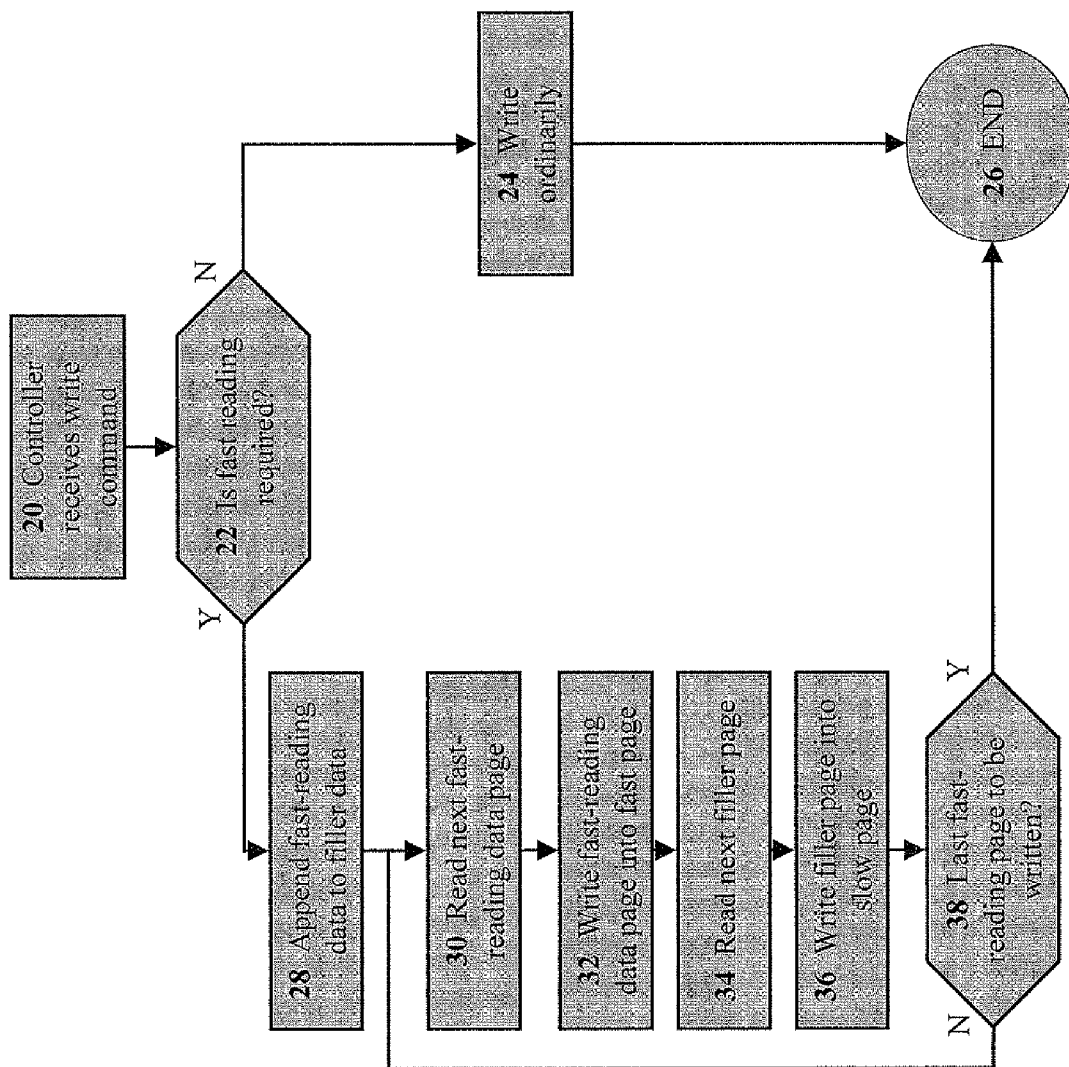 20 Controller
receives write
command
22 Is fast reading
required?
Y
N
28 Append fast-reading
data to filler data
24 Write
ordinarily
30 Read next fast-
reading data page
32 Write fast-reading
data page into fast page
34 Read next filler page
36 Write filler page into
slow page
38 Last fast-
reading page to be
written?
N
Y
26 END